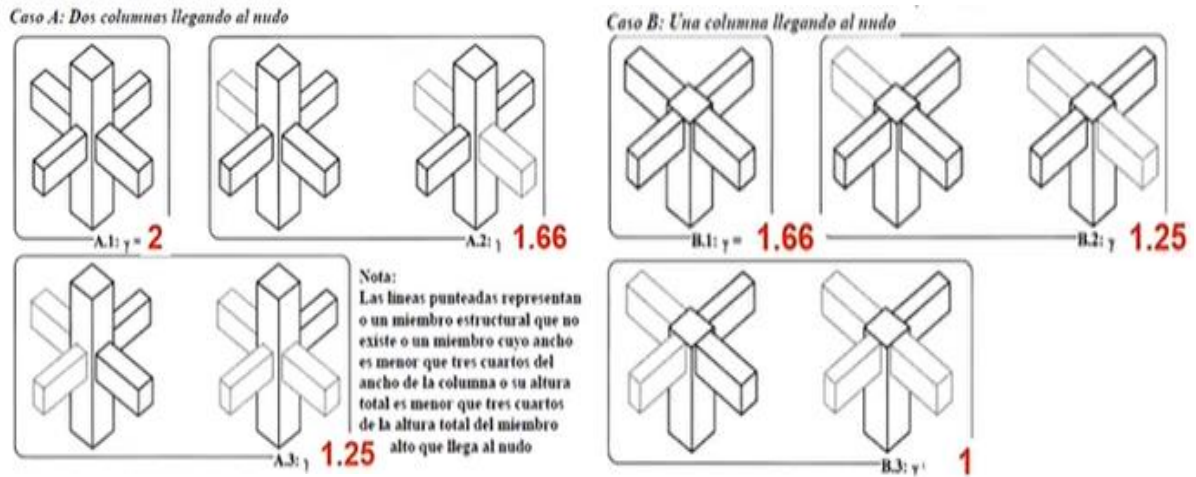 Caso A: Dos columnas llegando al nudo
A.1: γ = 2
A.2: γ 1.66
A.3: γ 1.25
Nota:
Las líneas punteadas representan
o un miembro estructural que no
existe o un miembro cuyo ancho
es menor que tres cuartos del
ancho de la columna o su altura
total es menor que tres cuartos
de la altura total del miembro
alto que llega al nudo
Caso B: Una columna llegando al nudo
B.1: γ = 1.66
B.2: γ 1.25
B.3: γ 1